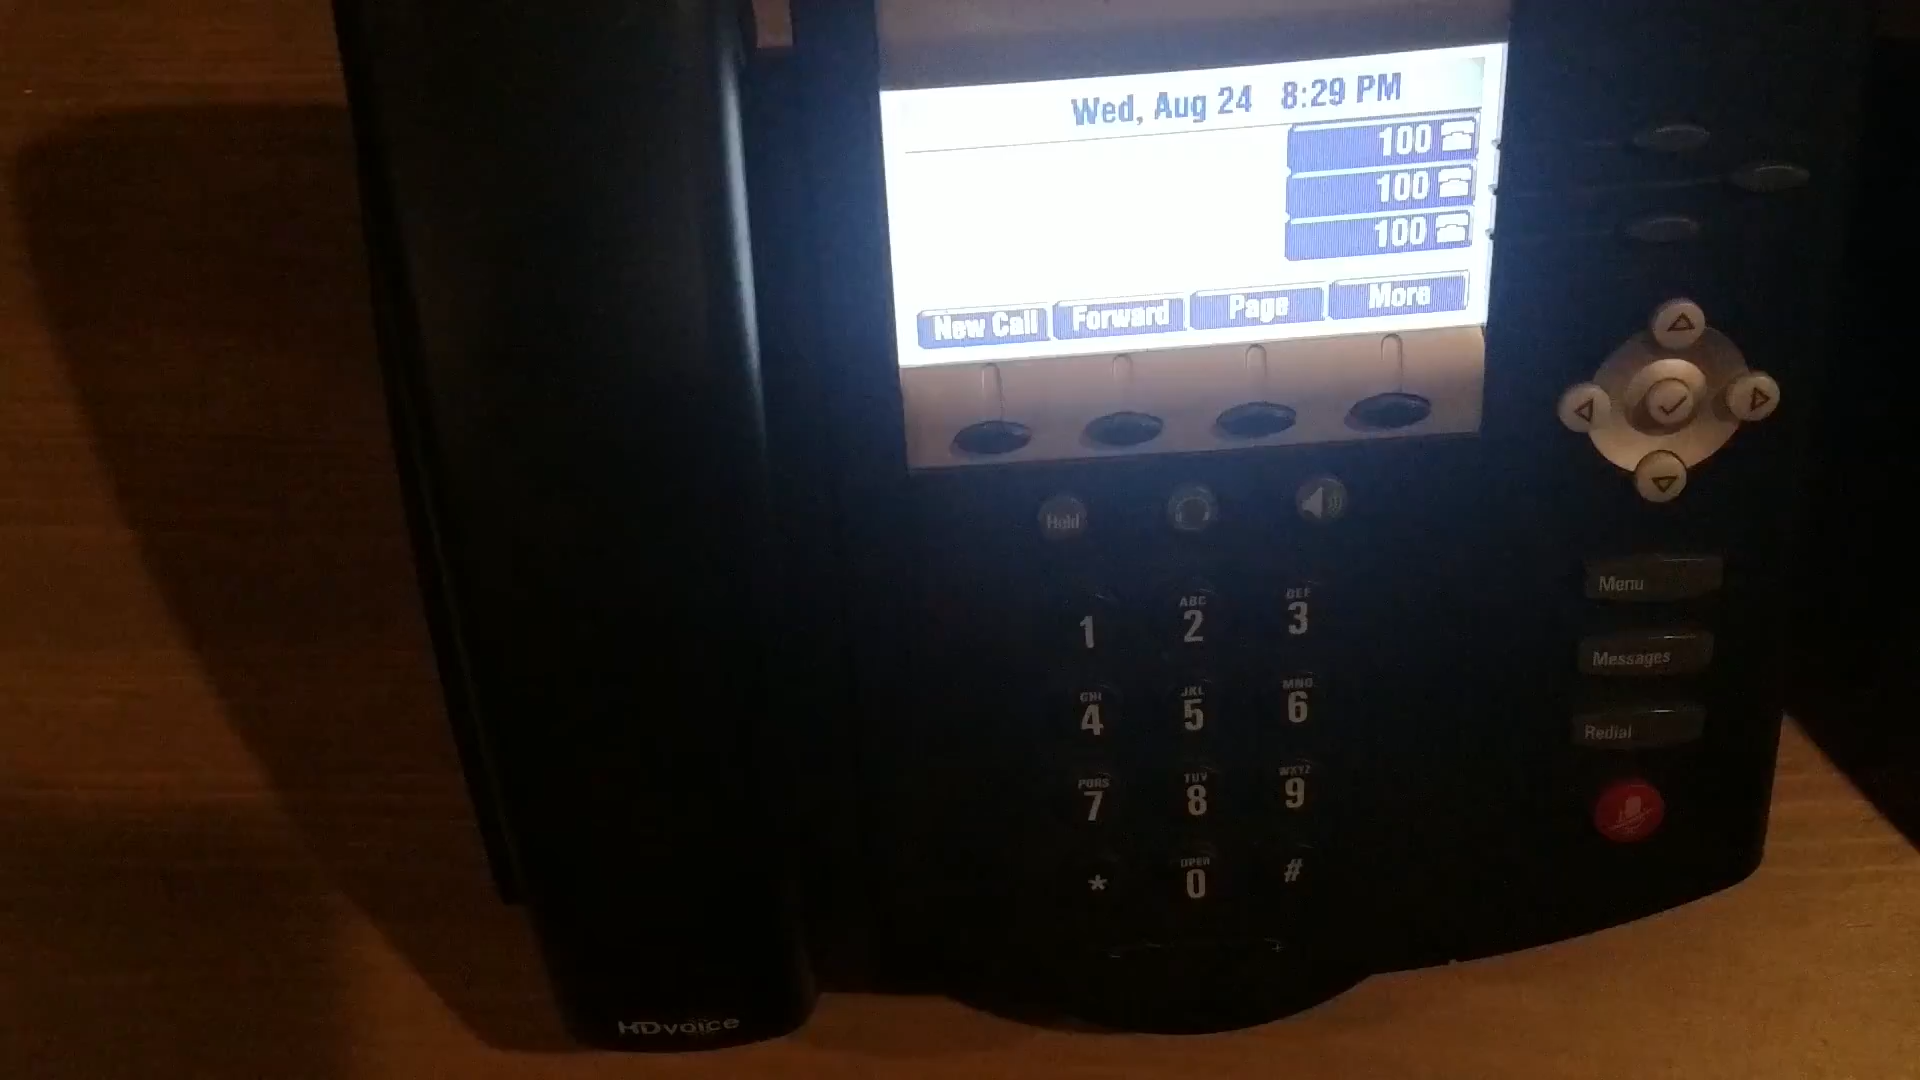 Wed, Aug 24 8:29 PM
100
100
100
New Call Forward Page More
Hold
1 ABC 2 DEF 3
GHI 4 JKL 5 MNO 6
PQRS 7 TUV 8 WXYZ 9
* OPER 0 #
- +
Menu
Messages
Redial
HDvoice